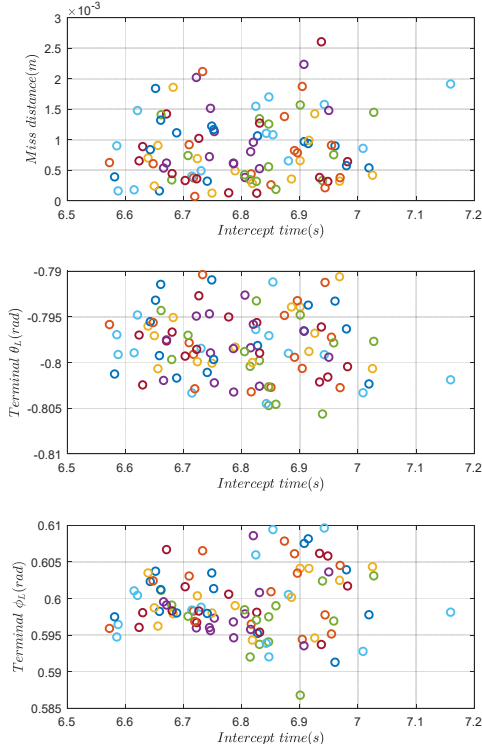 ×10⁻³
3
2.5
2
1.5
1
0.5
0
Miss distance(m)
6.5 6.6 6.7 6.8 6.9 7 7.1 7.2
Intercept time(s)
-0.79
-0.795
-0.8
-0.805
-0.81
Terminal θ_L(rad)
6.5 6.6 6.7 6.8 6.9 7 7.1 7.2
Intercept time(s)
0.61
0.605
0.6
0.595
0.59
0.585
Terminal ϕ_L(rad)
6.5 6.6 6.7 6.8 6.9 7 7.1 7.2
Intercept time(s)